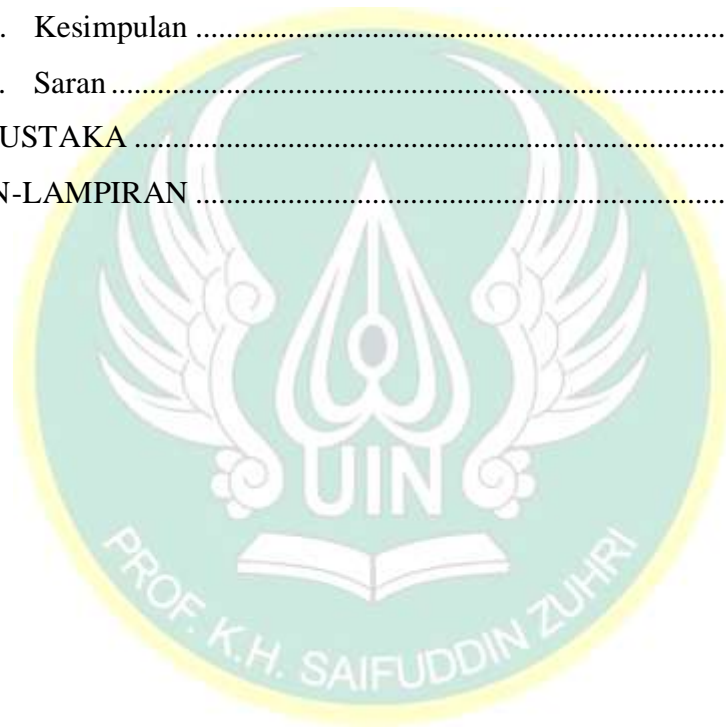 . Kesimpulan ....................................................................
. Saran ...............................................................................
USTAKA ............................................................................
N-LAMPIRAN ....................................................................
UIN
PROF. K.H. SAIFUDDIN ZUHRI